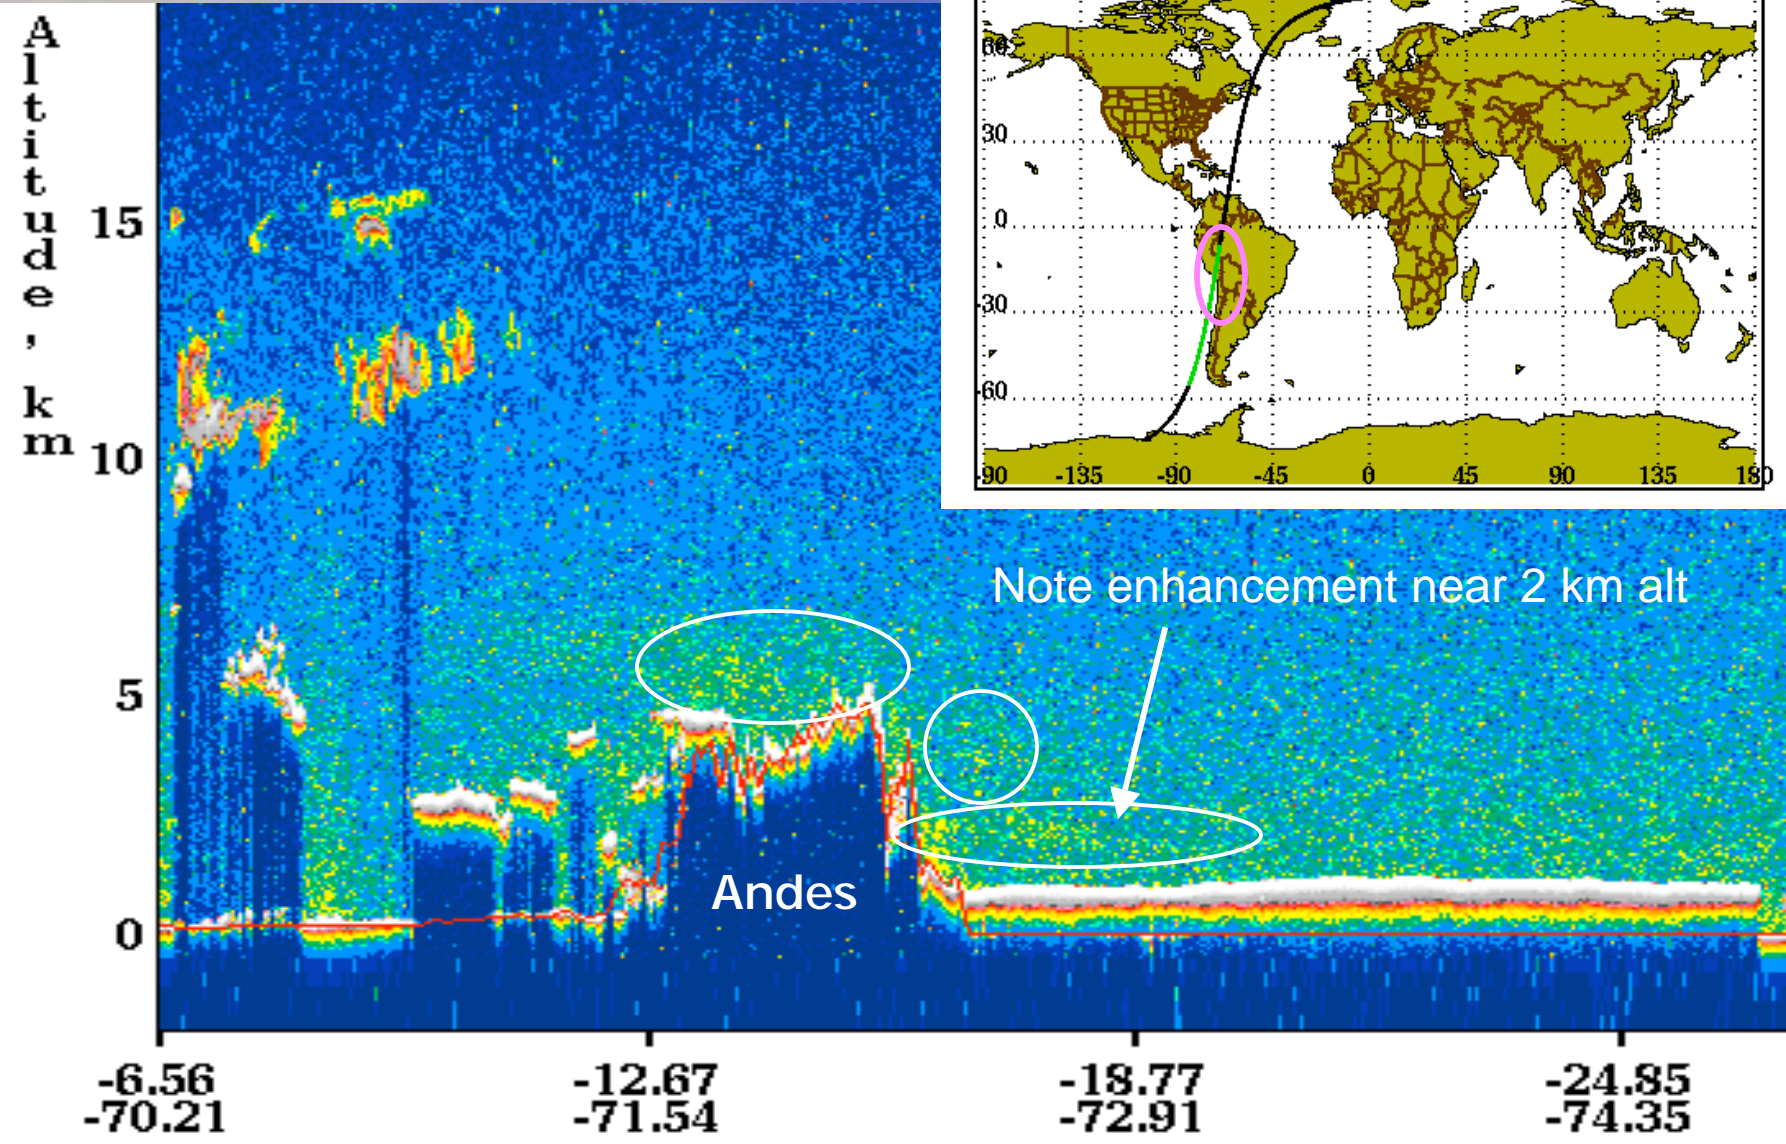 Altitude, km
15
10
5
0
60
30
0
-30
-60
-90 -135 -90 -45 0 45 90 135 180
Note enhancement near 2 km alt
Andes
-6.56 -12.67 -18.77 -24.85
-70.21 -71.54 -72.91 -74.35